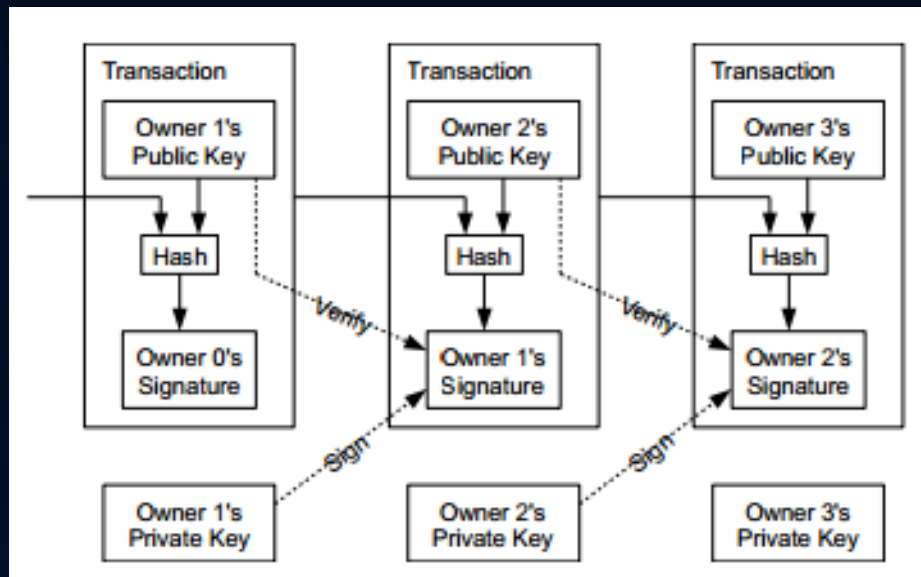 Transaction
Transaction
Transaction
Owner 1's
Public Key
Owner 2's
Public Key
Owner 3's
Public Key
Hash
Hash
Hash
Verify
Verify
Owner 0's
Signature
Owner 1's
Signature
Owner 2's
Signature
Sign
Sign
Owner 1's
Private Key
Owner 2's
Private Key
Owner 3's
Private Key